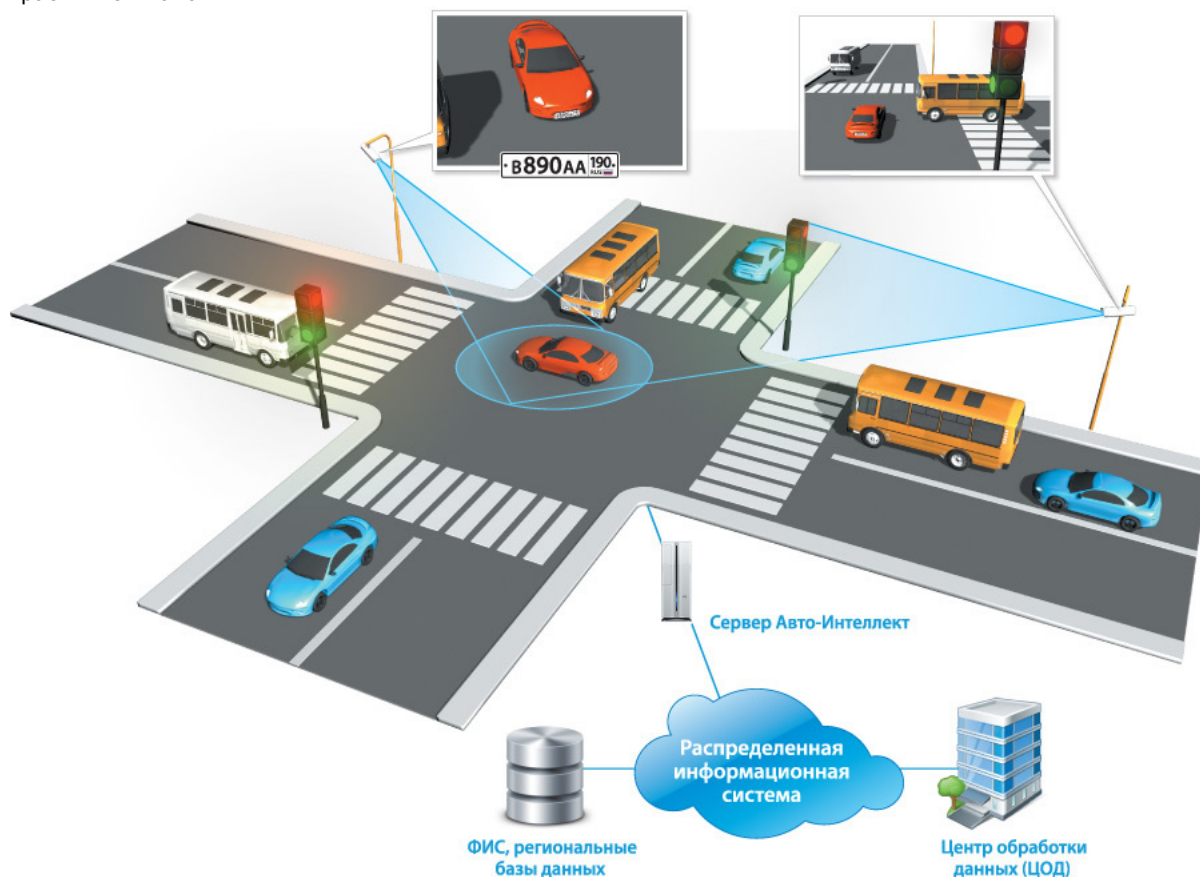 В890АА 190
RUS
Сервер Авто-Интеллект
Распределенная
информационная
система
ФИС, региональные
базы данных
Центр обработки
данных (ЦОД)